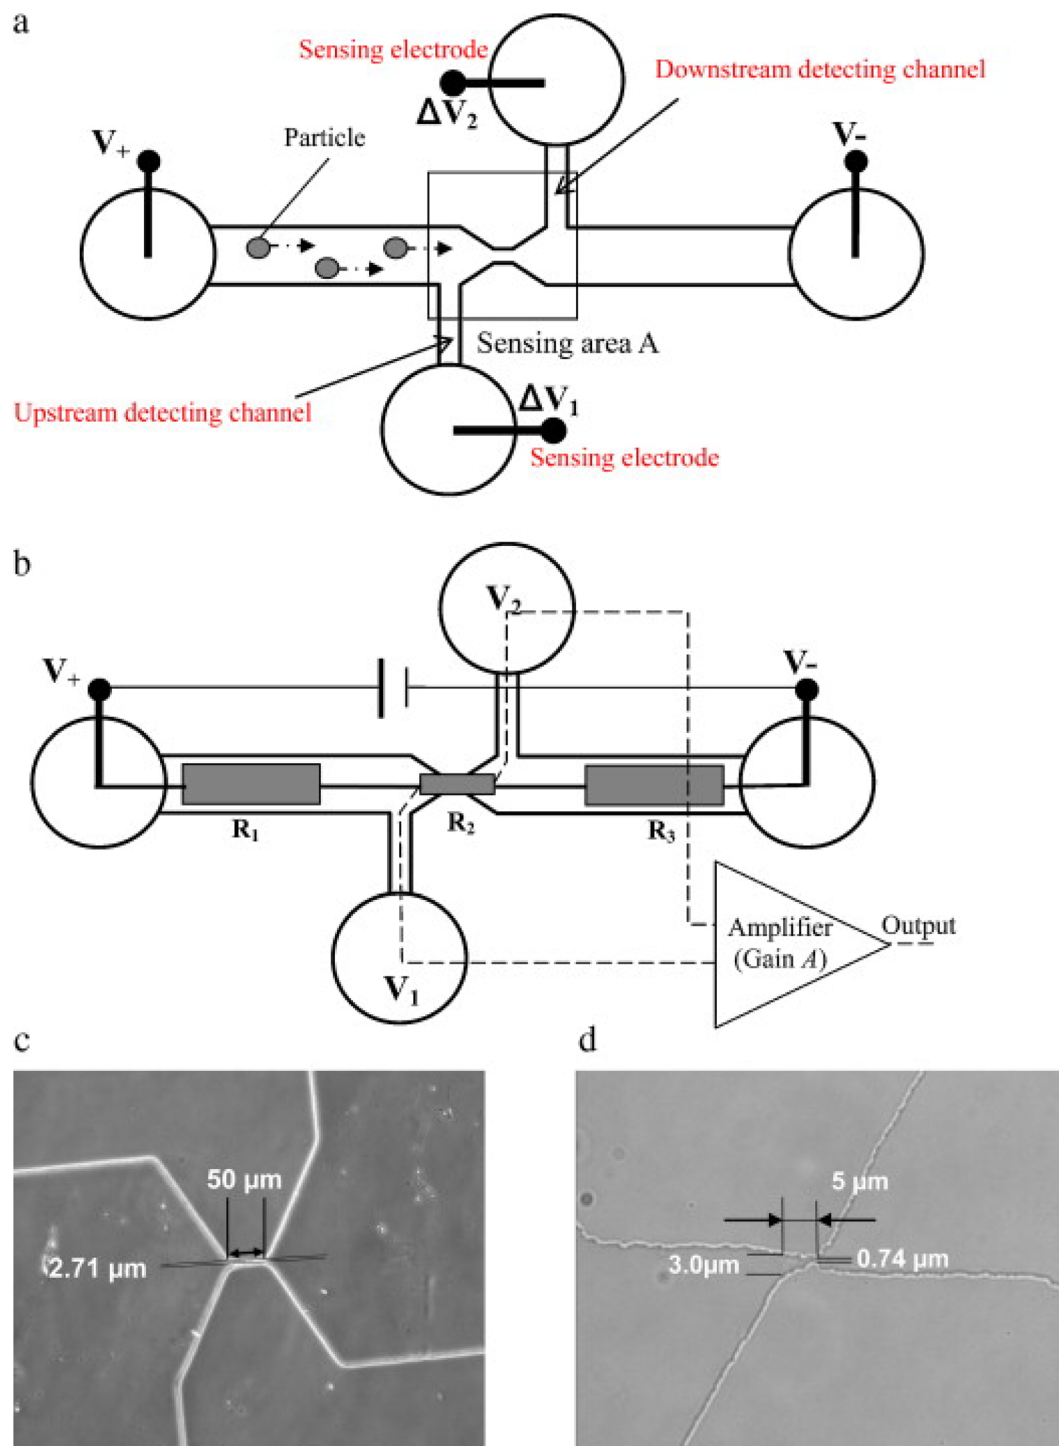 a
Sensing electrode
Downstream detecting channel
ΔV₂
V₊
Particle
V-
Sensing area A
Upstream detecting channel
ΔV₁
Sensing electrode
b
V₂
V₊
V-
R₁
R₂
R₃
Amplifier
(Gain A)
Output
V₁
c
d
50 µm
2.71 µm
5 µm
3.0µm
0.74 µm